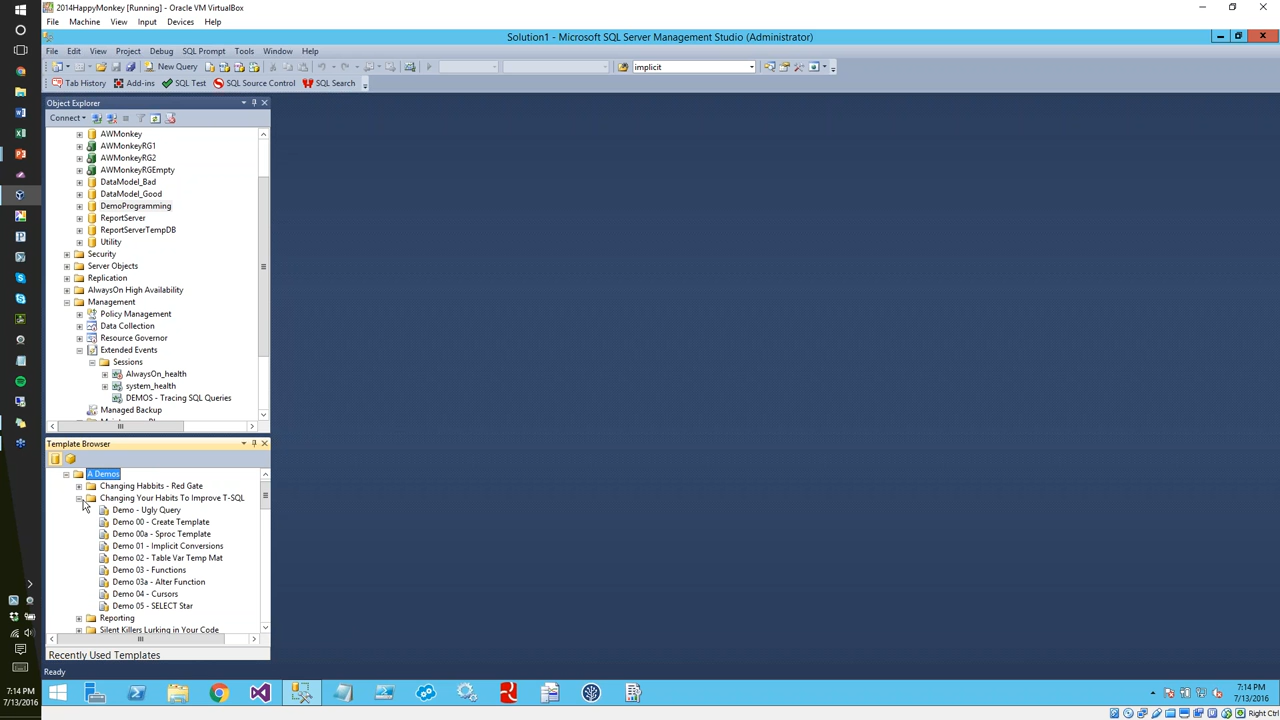 2014HappyMonkey [Running] - Oracle VM VirtualBox
File Machine View Input Devices Help
Solution1 - Microsoft SQL Server Management Studio (Administrator)
File Edit View Project Debug SQL Prompt Tools Window Help
New Query
implicit
Tab History Add-ins SQL Test SQL Source Control SQL Search
Object Explorer
Connect
AWMonkey
AWMonkeyRG1
AWMonkeyRG2
AWMonkeyRGEmpty
DataModel_Bad
DataModel_Good
DemoProgramming
ReportServer
ReportServerTempDB
Utility
Security
Server Objects
Replication
AlwaysOn High Availability
Management
Policy Management
Data Collection
Resource Governor
Extended Events
Sessions
AlwaysOn_health
system_health
DEMOS - Tracing SQL Queries
Managed Backup
Template Browser
A Demos
Changing Habbits - Red Gate
Changing Your Habits To Improve T-SQL
Demo - Ugly Query
Demo 00 - Create Template
Demo 00a - Sproc Template
Demo 01 - Implicit Conversions
Demo 02 - Table Var Temp Mat
Demo 03 - Functions
Demo 03a - Alter Function
Demo 04 - Cursors
Demo 05 - SELECT Star
Reporting
Silent Killers Lurking in Your Code
Recently Used Templates
Ready
7:14 PM
7/13/2016
7:14 PM
7/13/2016
Right Ctrl